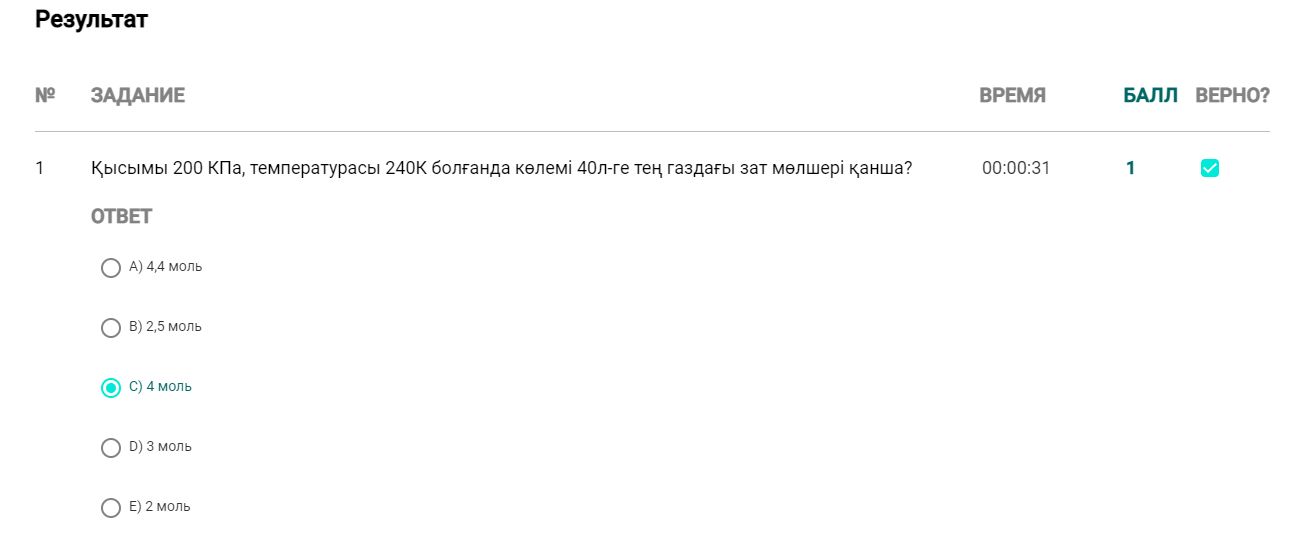 Результат
№ ЗАДАНИЕ ВРЕМЯ БАЛЛ ВЕРНО?
1 Қысымы 200 КПа, температурасы 240К болғанда көлемі 40л-ге тең газдағы зат мөлшері қанша? 00:00:31 1
ОТВЕТ
A) 4,4 моль
B) 2,5 моль
C) 4 моль
D) 3 моль
E) 2 моль